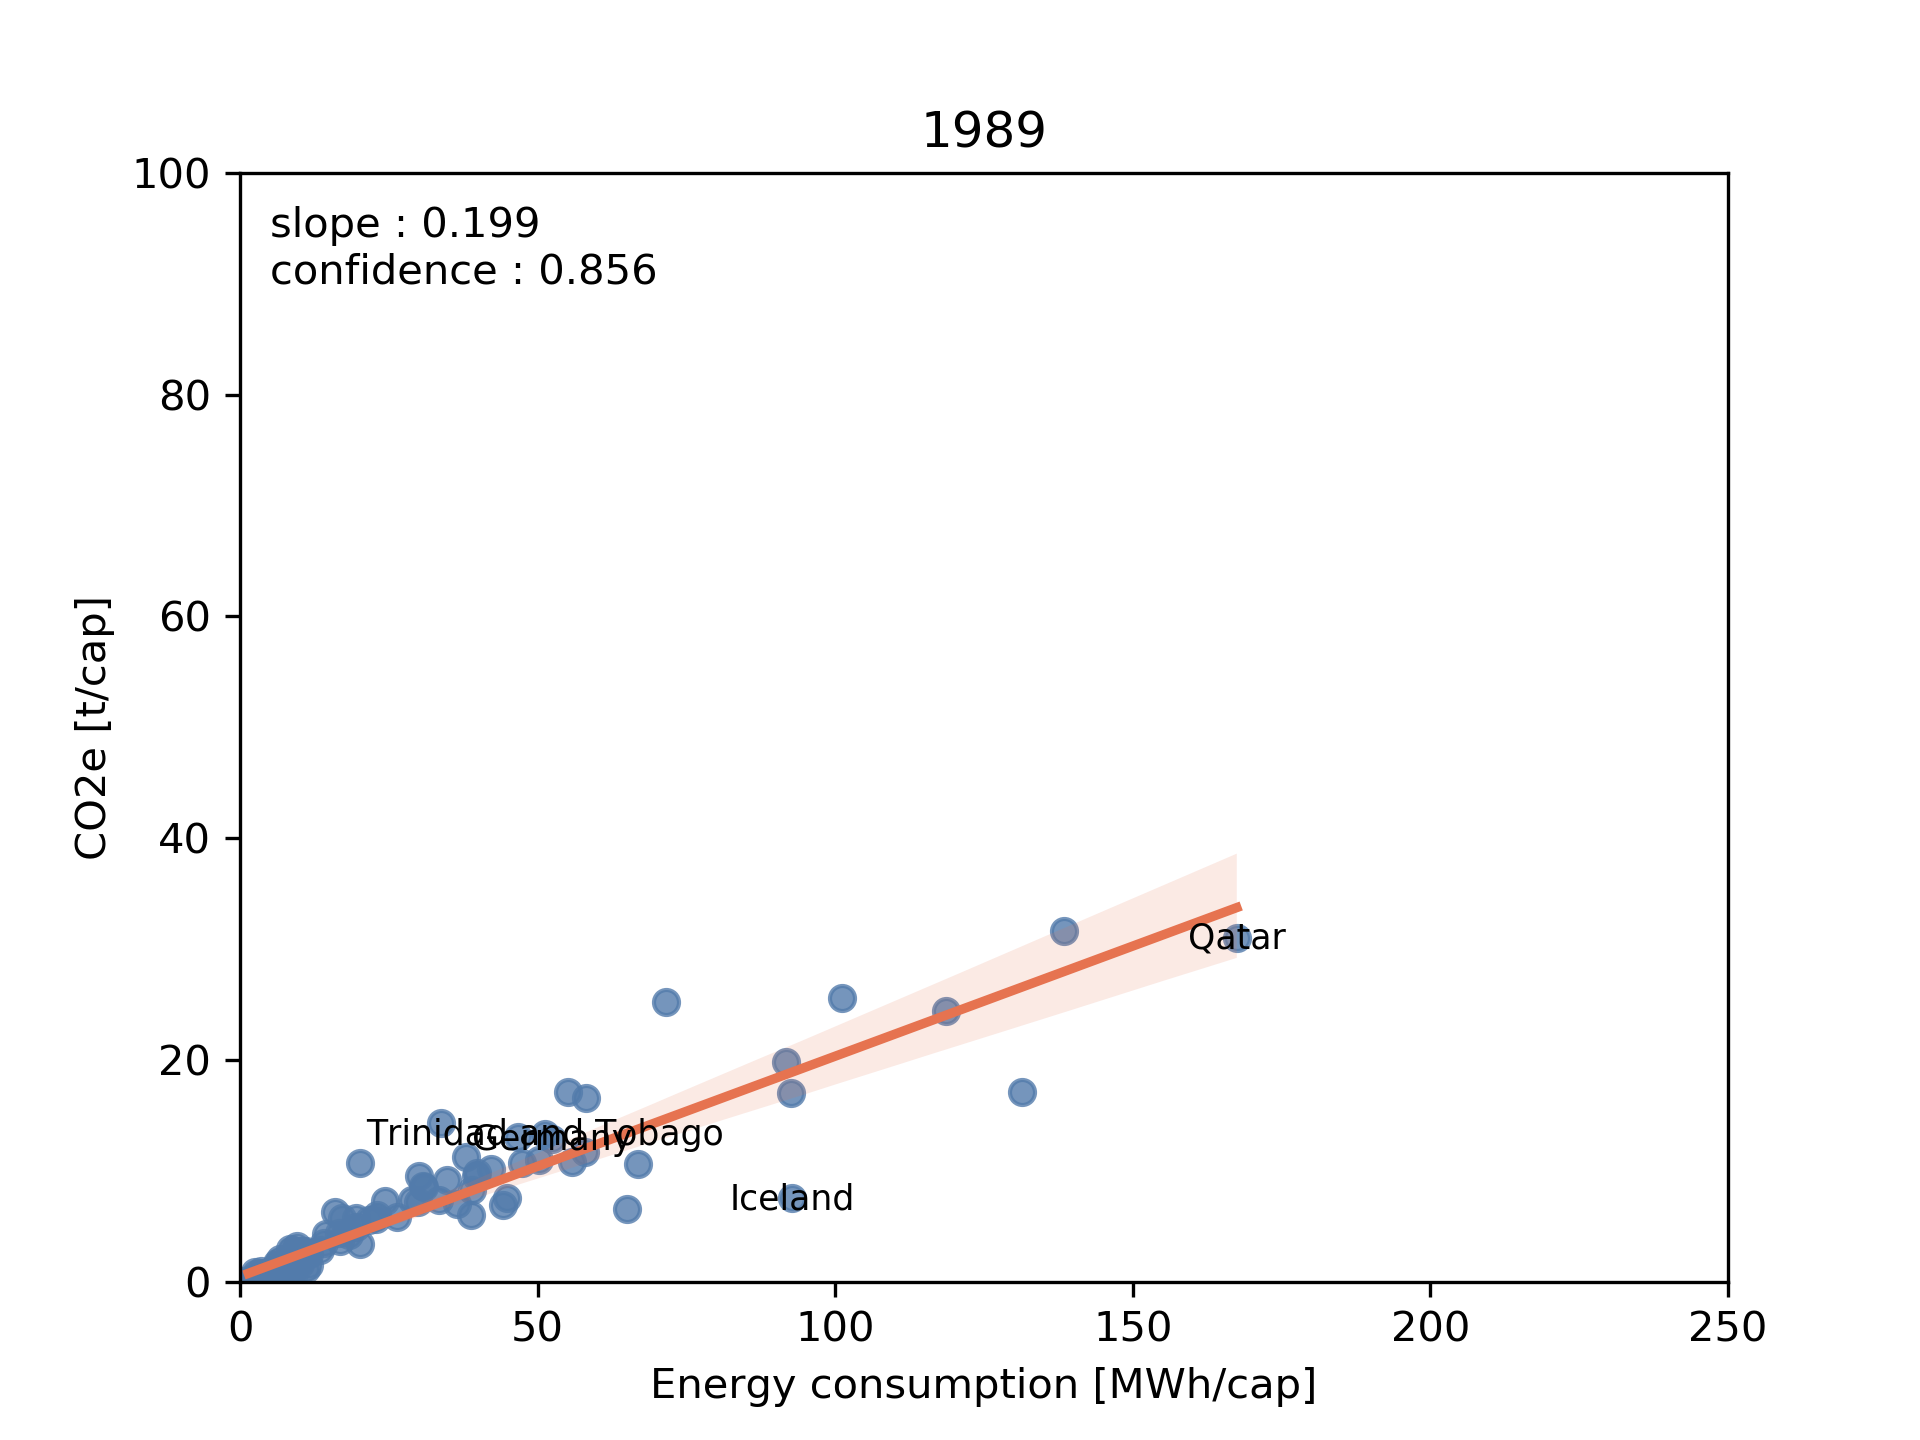 1989
slope : 0.199
confidence : 0.856
100
80
60
40
20
0
CO2e [t/cap]
Qatar
Trinidad and Tobago
Germany
Iceland
0 50 100 150 200 250
Energy consumption [MWh/cap]